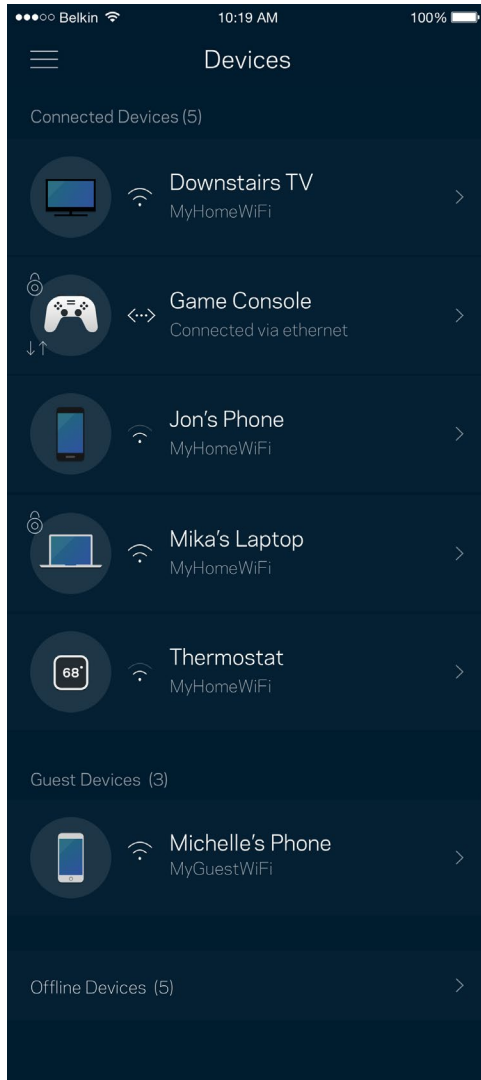 Belkin 10:19 AM 100%
Devices
Connected Devices (5)
Downstairs TV
MyHomeWiFi
Game Console
Connected via ethernet
Jon's Phone
MyHomeWiFi
Mika's Laptop
MyHomeWiFi
68°
Thermostat
MyHomeWiFi
Guest Devices (3)
Michelle's Phone
MyGuestWiFi
Offline Devices (5)